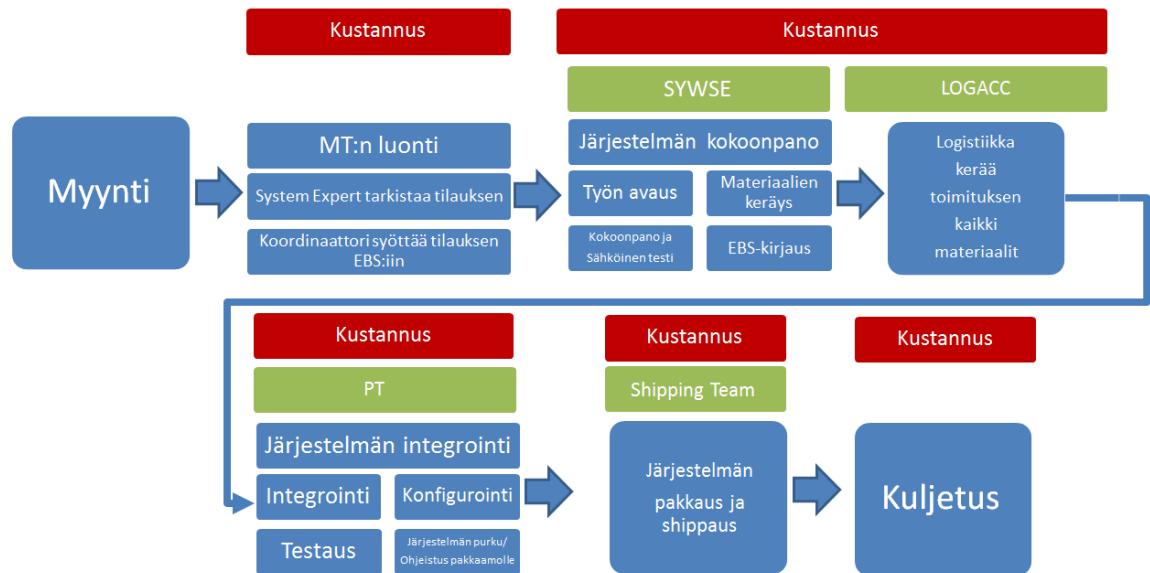 Kustannus
Kustannus
SYWSE
LOGACC
Myynti
MT:n luonti
System Expert tarkistaa tilauksen
Koordinaattori syöttää tilauksen
EBS:iin
Järjestelmän kokoonpano
Työn avaus
Materiaalien
keräys
Kokoonpano ja
Sähköinen testi
EBS-kirjaus
Logistiikka
kerää
toimituksen
kaikki
materiaalit
Kustannus
Kustannus
Kustannus
PT
Shipping Team
Järjestelmän integrointi
Integrointi
Konfigurointi
Testaus
Järjestelmän purku/
Ohjeistus pakkaamolle
Järjestelmän
pakkaus ja
shippaus
Kuljetus